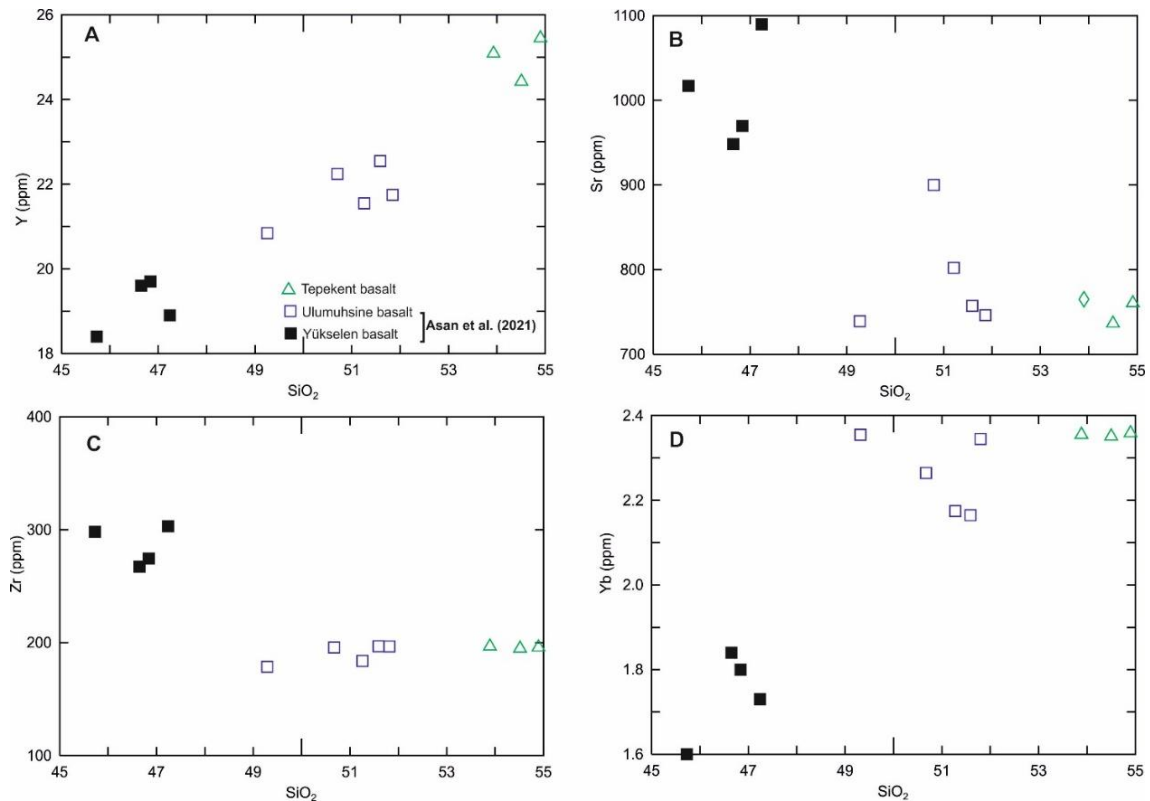 A
Y (ppm)
26
24
22
20
18
45 47 49 51 53 55
SiO₂
Tepekent basalt
Ulumuhsine basalt
Yükselen basalt
Asan et al. (2021)
B
Sr (ppm)
1100
1000
900
800
700
45 47 49 51 53 55
SiO₂
C
Zr (ppm)
400
300
200
100
45 47 49 51 53 55
SiO₂
D
Yb (ppm)
2.4
2.2
2.0
1.8
1.6
45 47 49 51 53 55
SiO₂